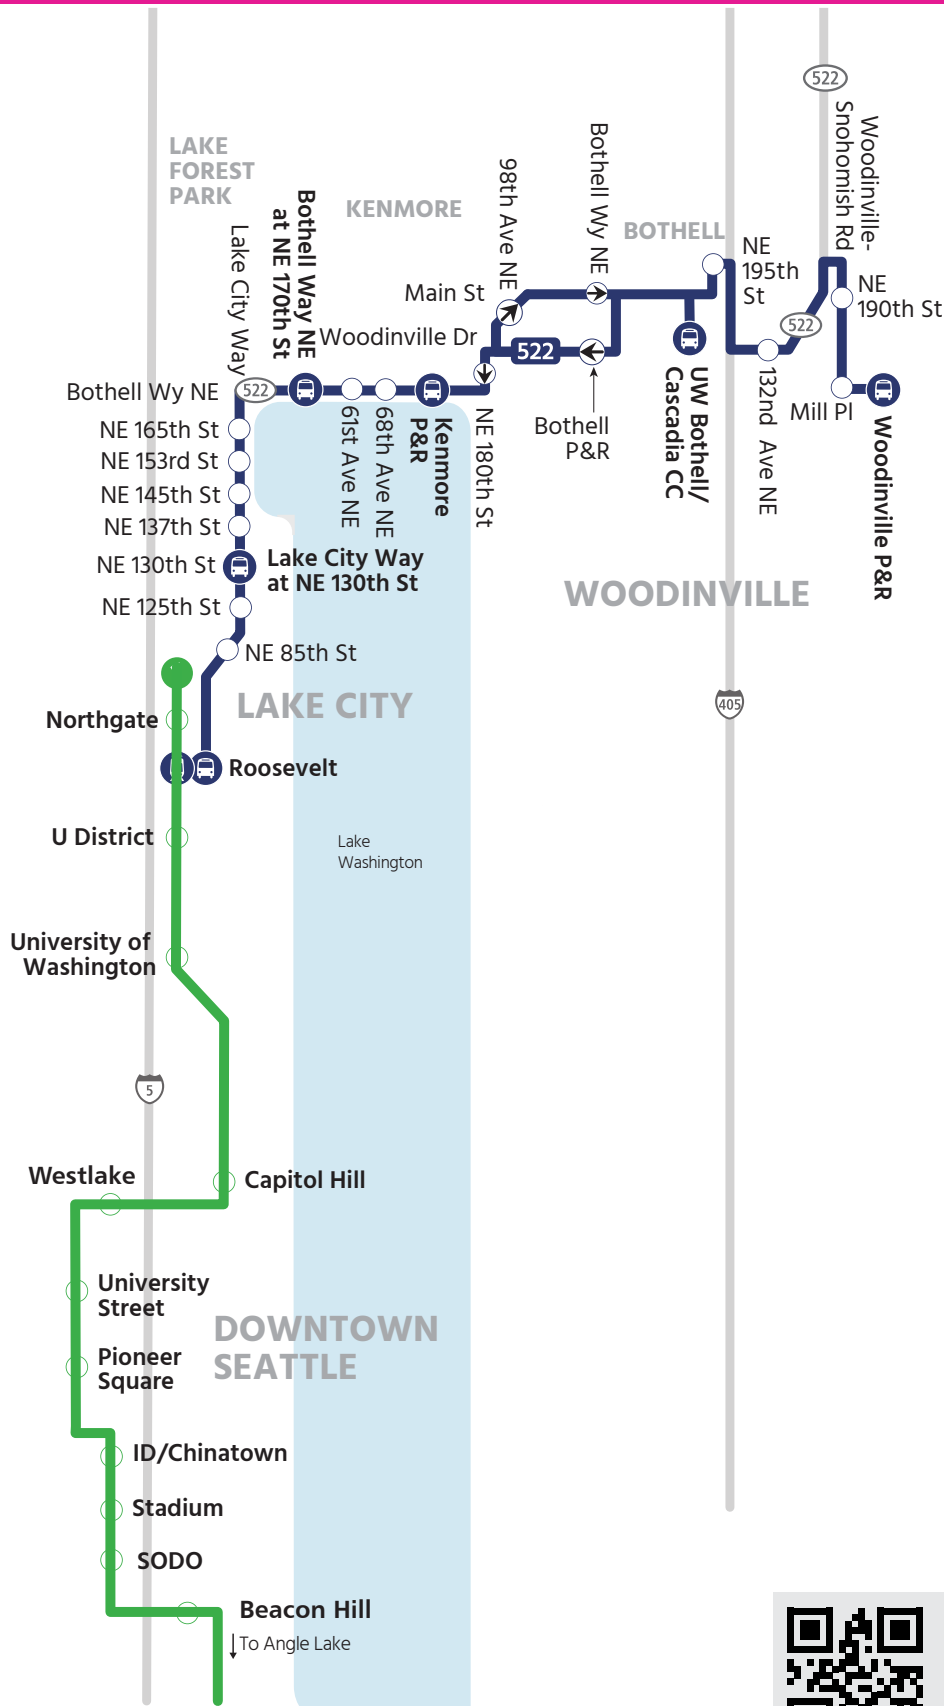 522
Woodinville-
Snohomish Rd
LAKE
FOREST
PARK
KENMORE
BOTHELL
98th Ave NE
Bothell Wy NE
Lake City Way
Bothell Way NE
at NE 170th St
NE
195th
St
NE
190th St
Main St
Woodinville Dr
522
522
Bothell Wy NE
522
61st Ave NE
68th Ave NE
Kenmore
P&R
NE 180th St
Bothell
P&R
UW Bothell/
Cascadia CC
132nd Ave NE
Mill Pl
Woodinville P&R
NE 165th St
NE 153rd St
NE 145th St
NE 137th St
NE 130th St
Lake City Way
at NE 130th St
NE 125th St
NE 85th St
WOODINVILLE
LAKE CITY
405
Northgate
Roosevelt
U District
Lake
Washington
University of
Washington
5
Westlake
Capitol Hill
University
Street
DOWNTOWN
SEATTLE
Pioneer
Square
ID/Chinatown
Stadium
SODO
Beacon Hill
To Angle Lake